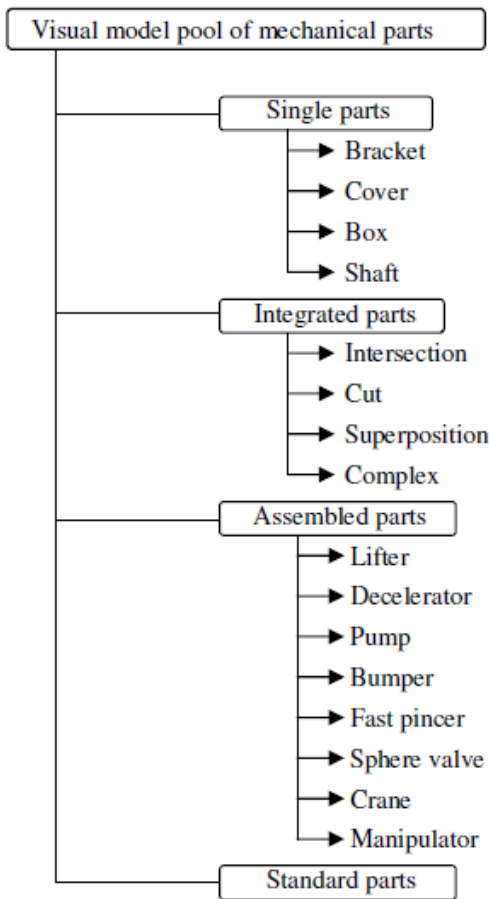 Visual model pool of mechanical parts
Single parts
Bracket
Cover
Box
Shaft
Integrated parts
Intersection
Cut
Superposition
Complex
Assembled parts
Lifter
Decelerator
Pump
Bumper
Fast pincer
Sphere valve
Crane
Manipulator
Standard parts